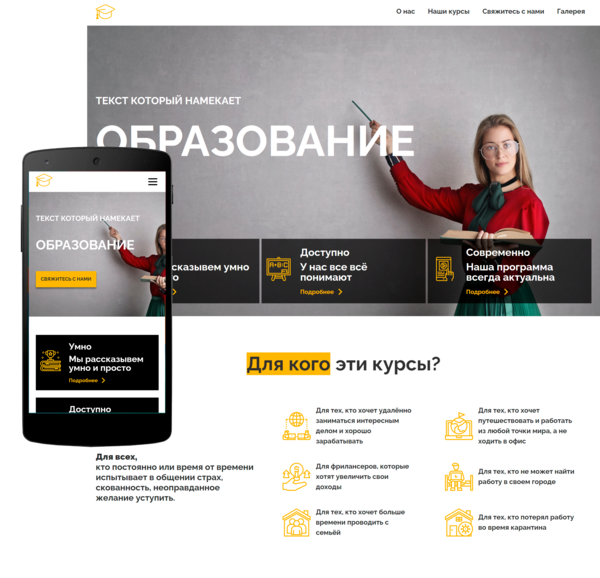 О нас Наши курсы Свяжитесь с нами Галерея
ТЕКСТ КОТОРЫЙ НАМЕКАЕТ
ОБРАЗОВАНИЕ
сказывем умно
о
Доступно
У нас все всё
понимают
Подробнее
Современно
Наша программа
всегда актуальна
Подробнее
ТЕКСТ КОТОРЫЙ НАМЕКАЕТ
ОБРАЗОВАНИЕ
СВЯЖИТЕСЬ С НАМИ
Умно
Мы рассказывем
умно и просто
Подробнее
Доступно
Для кого эти курсы?
Для всех,
кто постоянно или время от времени
испытывает в общении страх,
скованность, неоправданное
желание уступить.
Для тех, кто хочет удалённо
заниматься интересным
делом и хорошо
зарабатывать
Для тех, кто хочет
путешествовать и работать
из любой точки мира, а не
ходить в офис
Для фрилансеров, которые
хотят увеличить свои
доходы
Для тех, кто не может найти
работу в своем городе
Для тех, кто хочет больше
времени проводить с
семьёй
Для тех, кто потерял работу
во время карантина